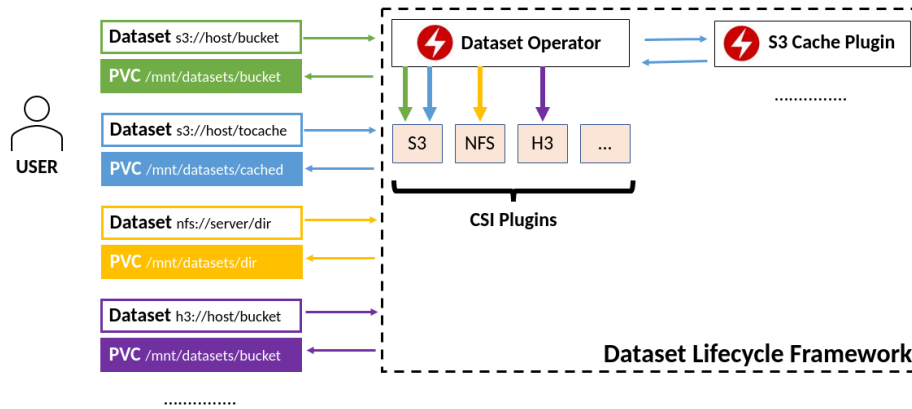 Dataset s3://host/bucket
PVC /mnt/datasets/bucket
Dataset s3://host/tocache
PVC /mnt/datasets/cached
Dataset nfs://server/dir
PVC /mnt/datasets/dir
Dataset h3://host/bucket
PVC /mnt/datasets/bucket
...............
USER
Dataset Operator
S3 Cache Plugin
...............
S3
NFS
H3
...
CSI Plugins
Dataset Lifecycle Framework